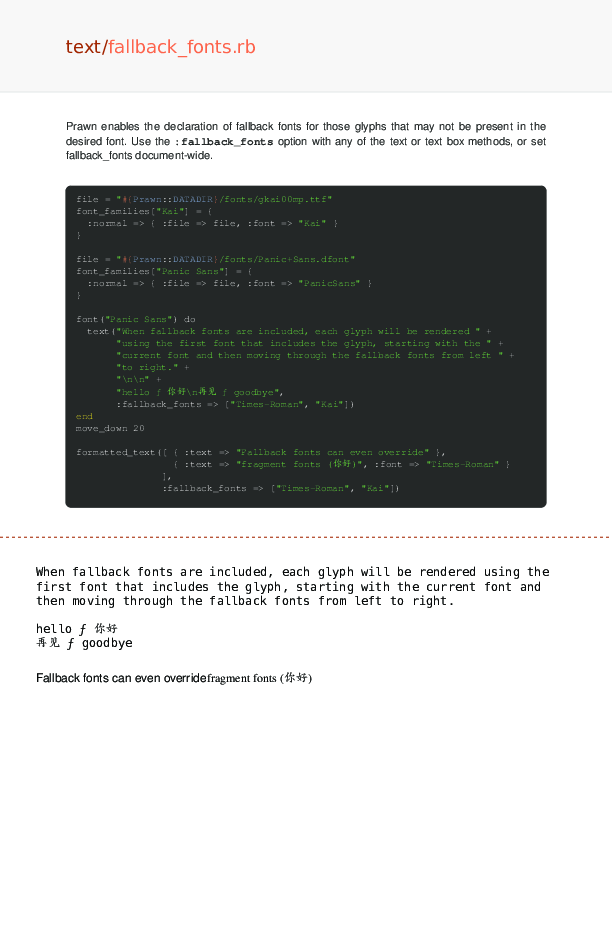 text/fallback_fonts.rb
Prawn enables the declaration of fallback fonts for those glyphs that may not be present in the
desired font. Use the :fallback_fonts option with any of the text or text box methods, or set
fallback_fonts document-wide.
file = "#{Prawn::DATADIR}/fonts/gkai00mp.ttf"
font_families["Kai"] = {
  :normal => { :file => file, :font => "Kai" }
}
file = "#{Prawn::DATADIR}/fonts/Panic+Sans.dfont"
font_families["Panic Sans"] = {
  :normal => { :file => file, :font => "PanicSans" }
}
font("Panic Sans") do
  text("When fallback fonts are included, each glyph will be rendered " +
       "using the first font that includes the glyph, starting with the " +
       "current font and then moving through the fallback fonts from left " +
       "to right." +
       "\n\n" +
       "hello ƒ 你好\n再见 ƒ goodbye",
       :fallback_fonts => ["Times-Roman", "Kai"])
end
move_down 20
formatted_text([ { :text => "Fallback fonts can even override" },
                 { :text => "fragment fonts (你好)", :font => "Times-Roman" }
               ],
               :fallback_fonts => ["Times-Roman", "Kai"])
When fallback fonts are included, each glyph will be rendered using the
first font that includes the glyph, starting with the current font and
then moving through the fallback fonts from left to right.
hello ƒ 你好
再见 ƒ goodbye
Fallback fonts can even overridefragment fonts (你好)